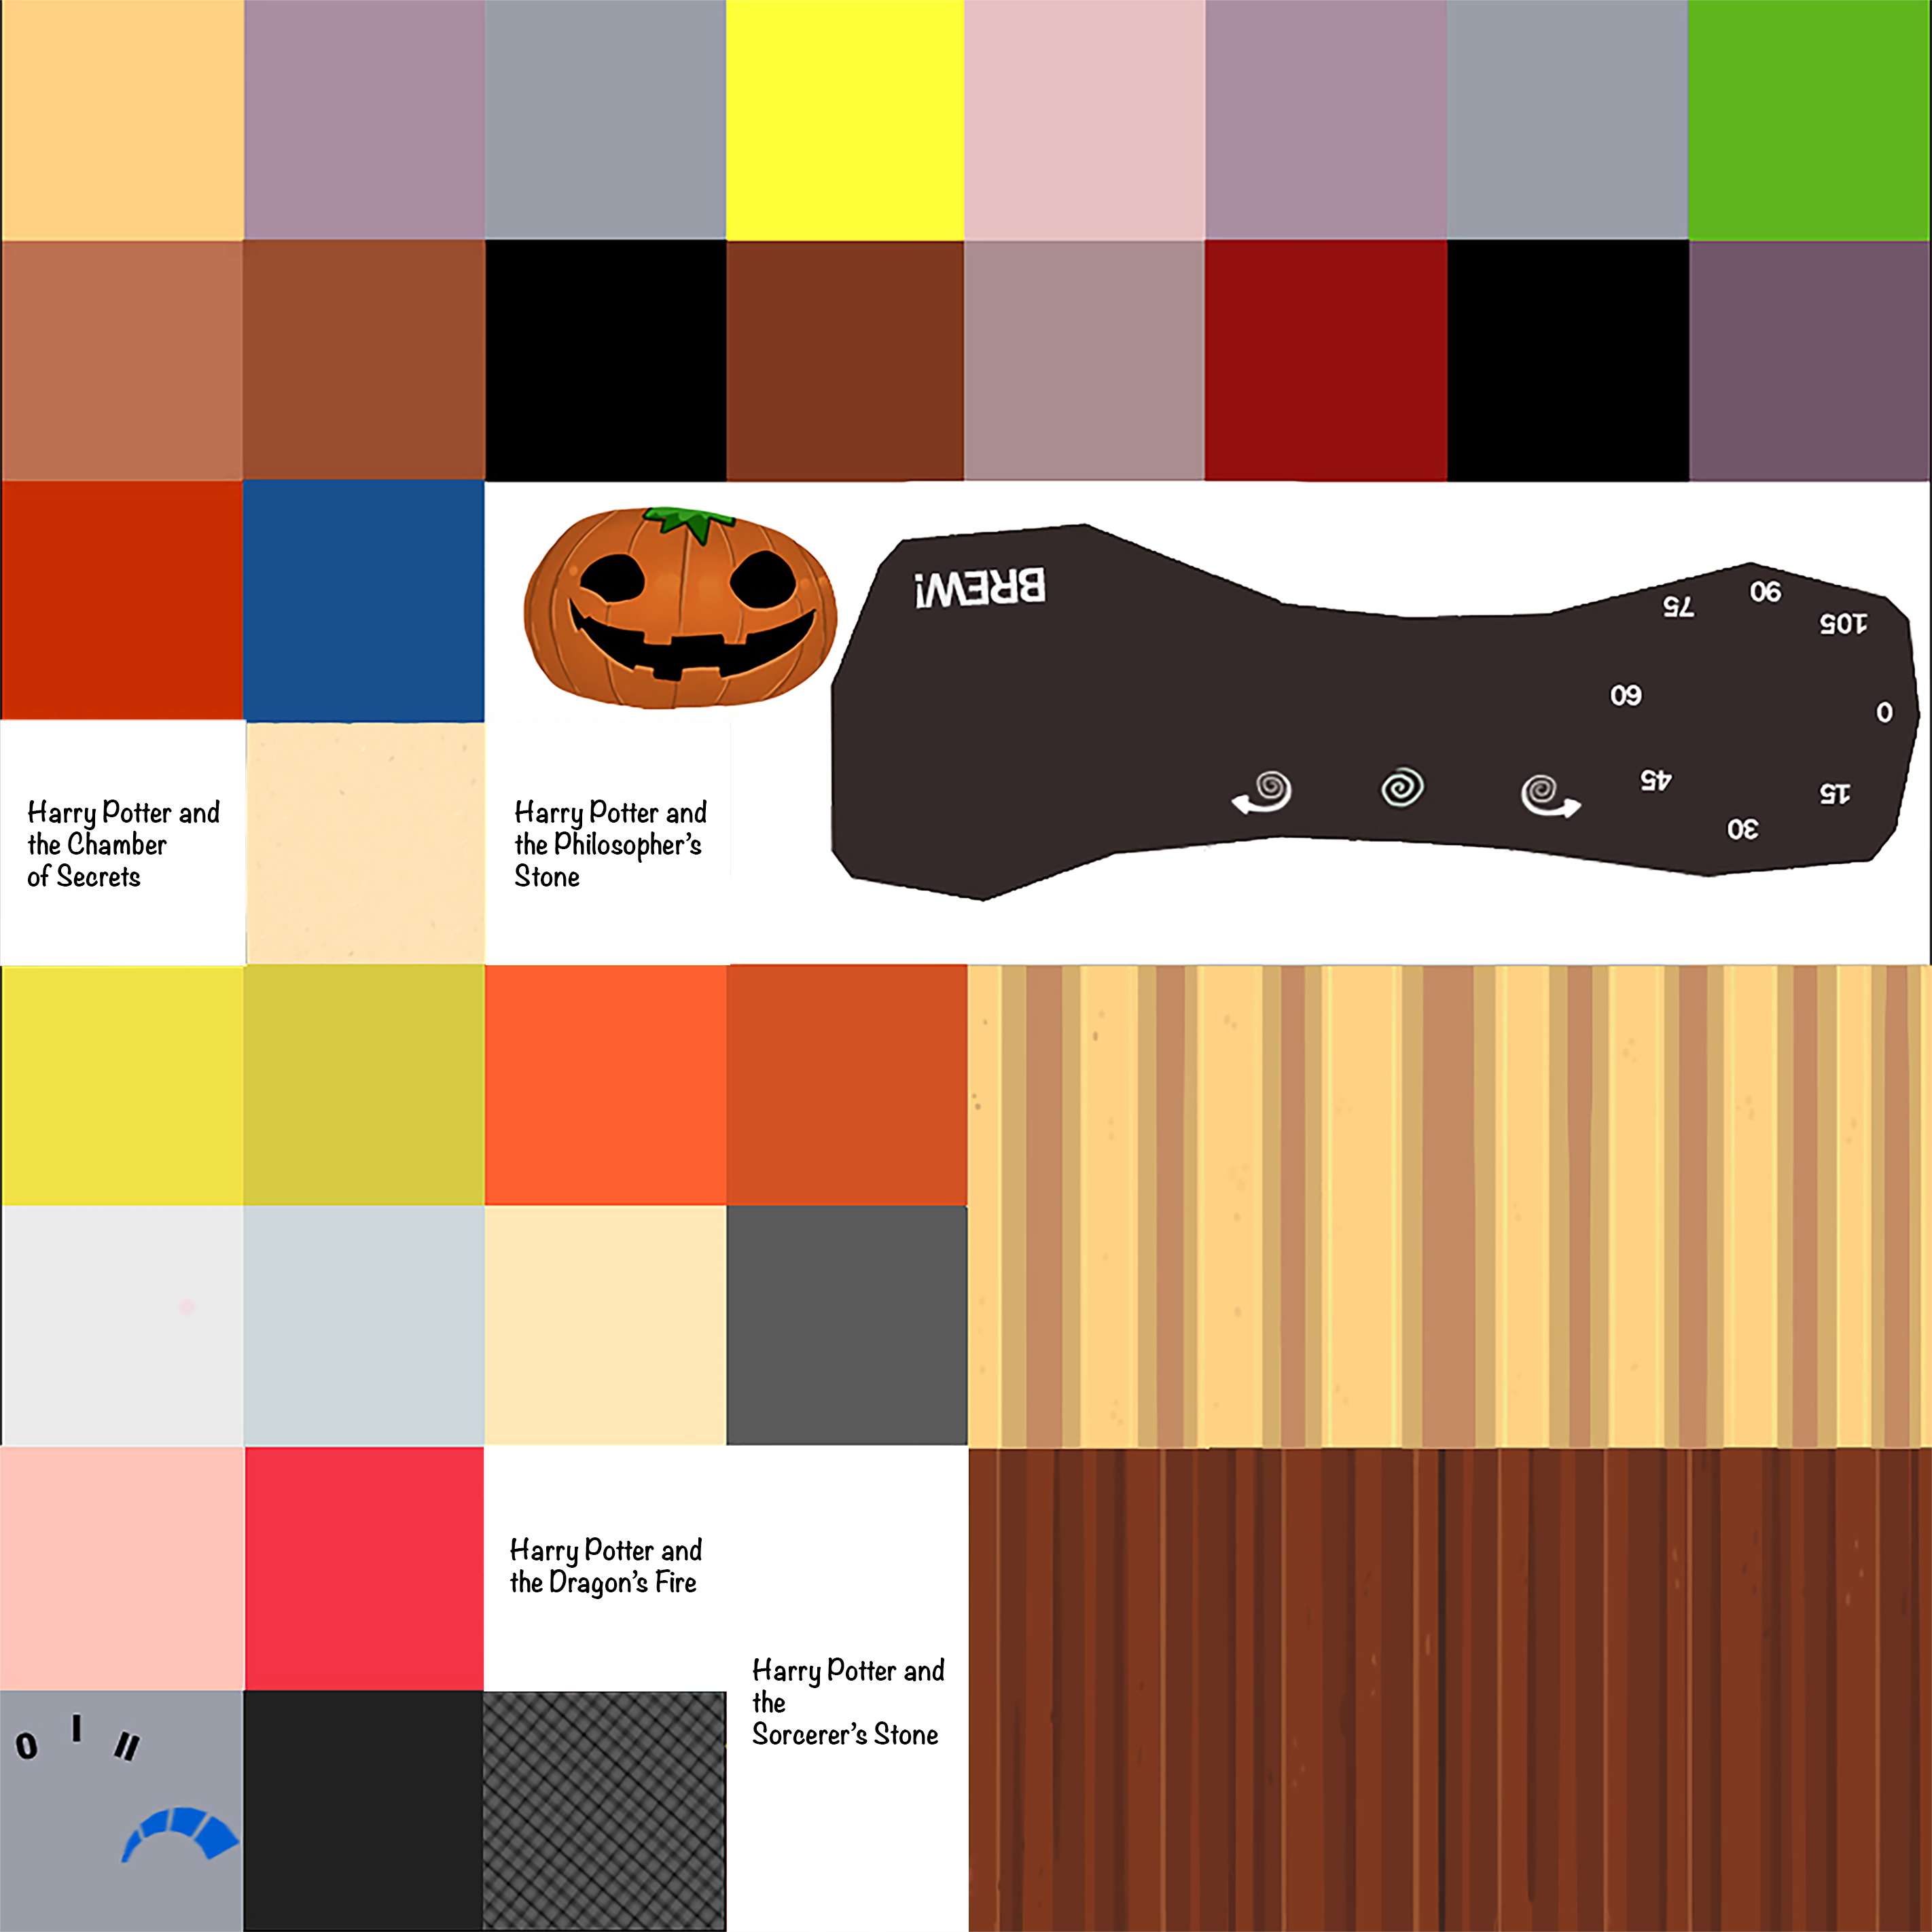 BREW!
75
90
105
60
0
45
15
30
Harry Potter and
the Chamber
of Secrets
Harry Potter and
the Philosopher's
Stone
Harry Potter and
the Dragon's Fire
Harry Potter and
the
Sorcerer's Stone
0 I II